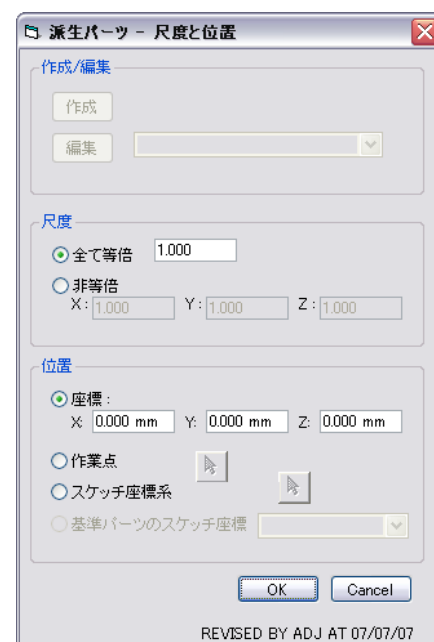 派生パーツ - 尺度と位置
作成/編集
作成
編集
尺度
全て等倍 1.000
非等倍
X: 1.000 Y: 1.000 Z: 1.000
位置
座標:
X: 0.000 mm Y: 0.000 mm Z: 0.000 mm
作業点
スケッチ座標系
基準パーツのスケッチ座標
OK Cancel
REVISED BY ADJ AT 07/07/07